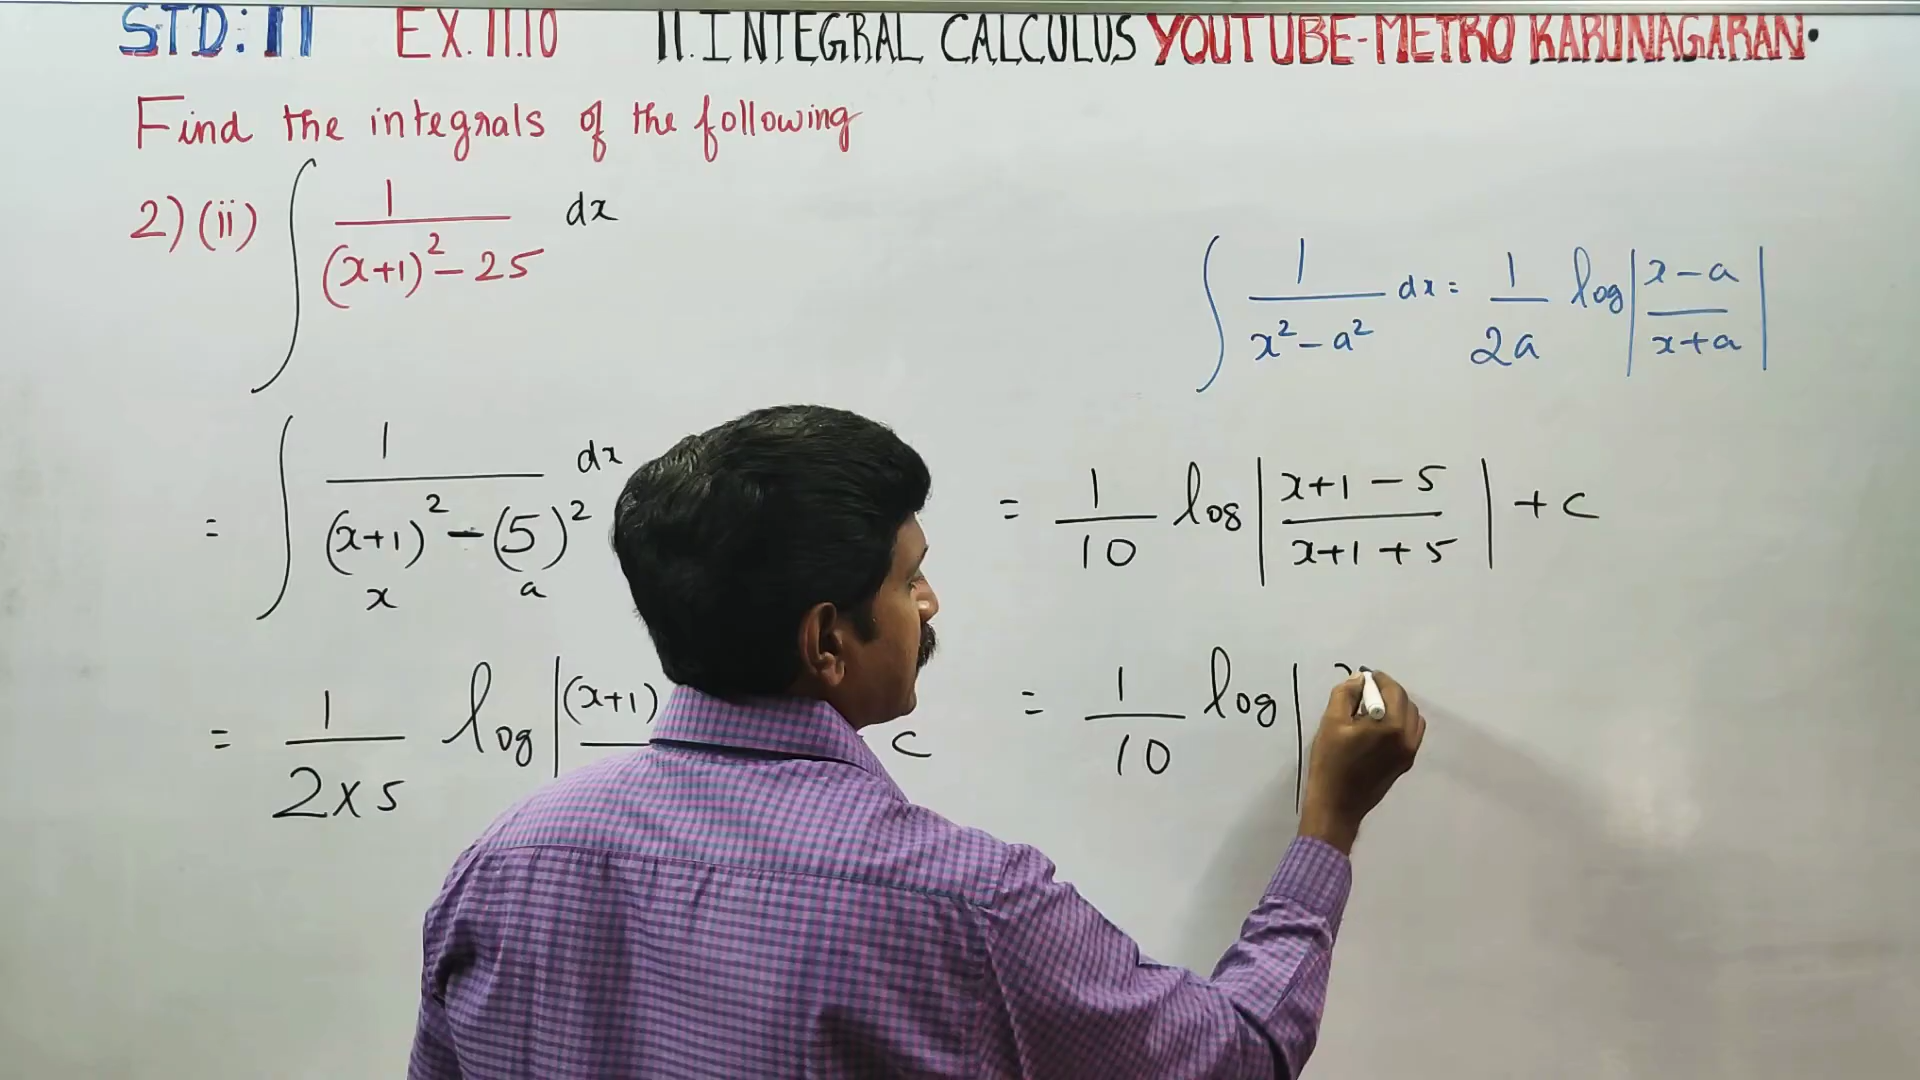 STD: 11 EX. 11.10 11. INTEGRAL CALCULUS YOUTUBE-METRO KARUNAGARAN.
Find the integrals of the following
2) (ii) ∫ 1/((x+1)² - 25) dx
∫ 1/(x² - a²) dx = 1/2a log |(x-a)/(x+a)|
= ∫ 1/((x+1)² - (5)²) dx
x a
= 1/(2x5) log |(x+1) c
= 1/10 log |(x+1-5)/(x+1+5)| + c
= 1/10 log |